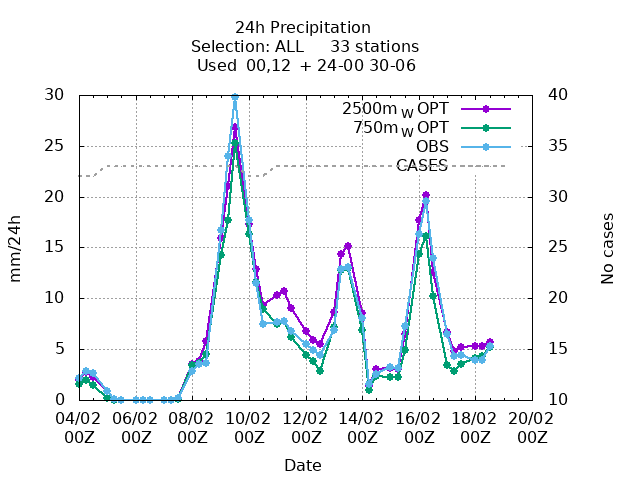 24h Precipitation
Selection: ALL 33 stations
Used 00,12 + 24-00 30-06
30 40
2500m W OPT
750m W OPT
OBS
CASES
25 35
20 30
15 25
10 20
5 15
0 10
mm/24h
No cases
04/02 06/02 08/02 10/02 12/02 14/02 16/02 18/02 20/02
00Z 00Z 00Z 00Z 00Z 00Z 00Z 00Z 00Z
Date